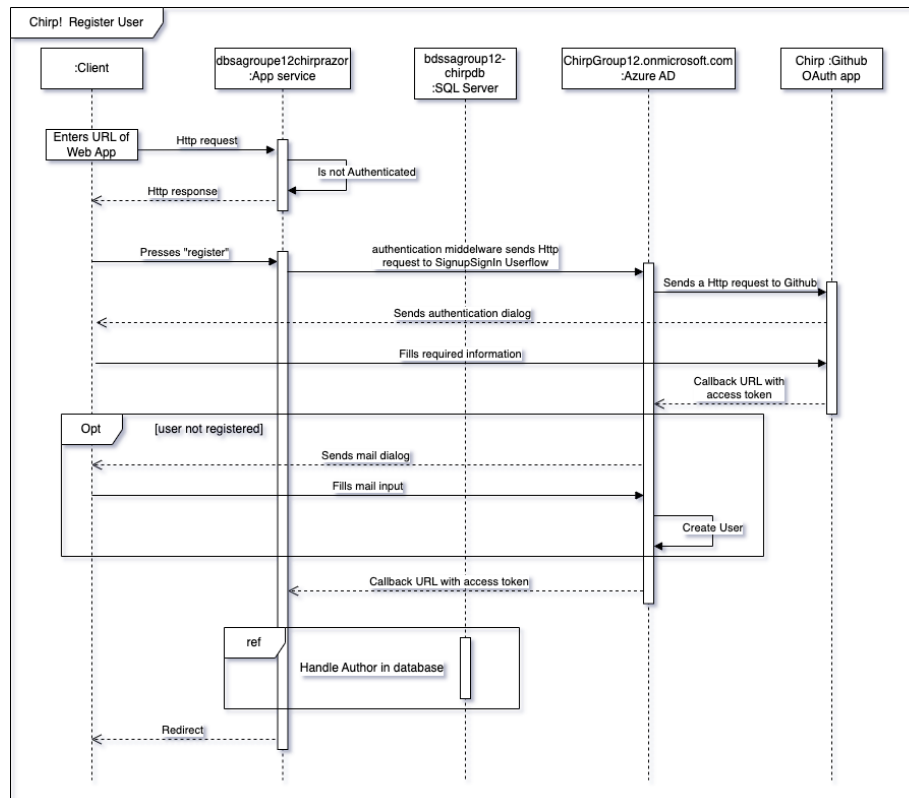 Chirp! Register User
:Client
dbsagroupe12chirprazor
:App service
bdssagroup12-
chirpdb
:SQL Server
ChirpGroup12.onmicrosoft.com
:Azure AD
Chirp :Github
OAuth app
Enters URL of
Web App
Http request
Is not Authenticated
Http response
Presses "register"
authentication middelware sends Http
request to SignupSignIn Userflow
Sends a Http request to Github
Sends authentication dialog
Fills required information
Callback URL with
access token
Opt
[user not registered]
Sends mail dialog
Fills mail input
Create User
Callback URL with access token
ref
Handle Author in database
Redirect